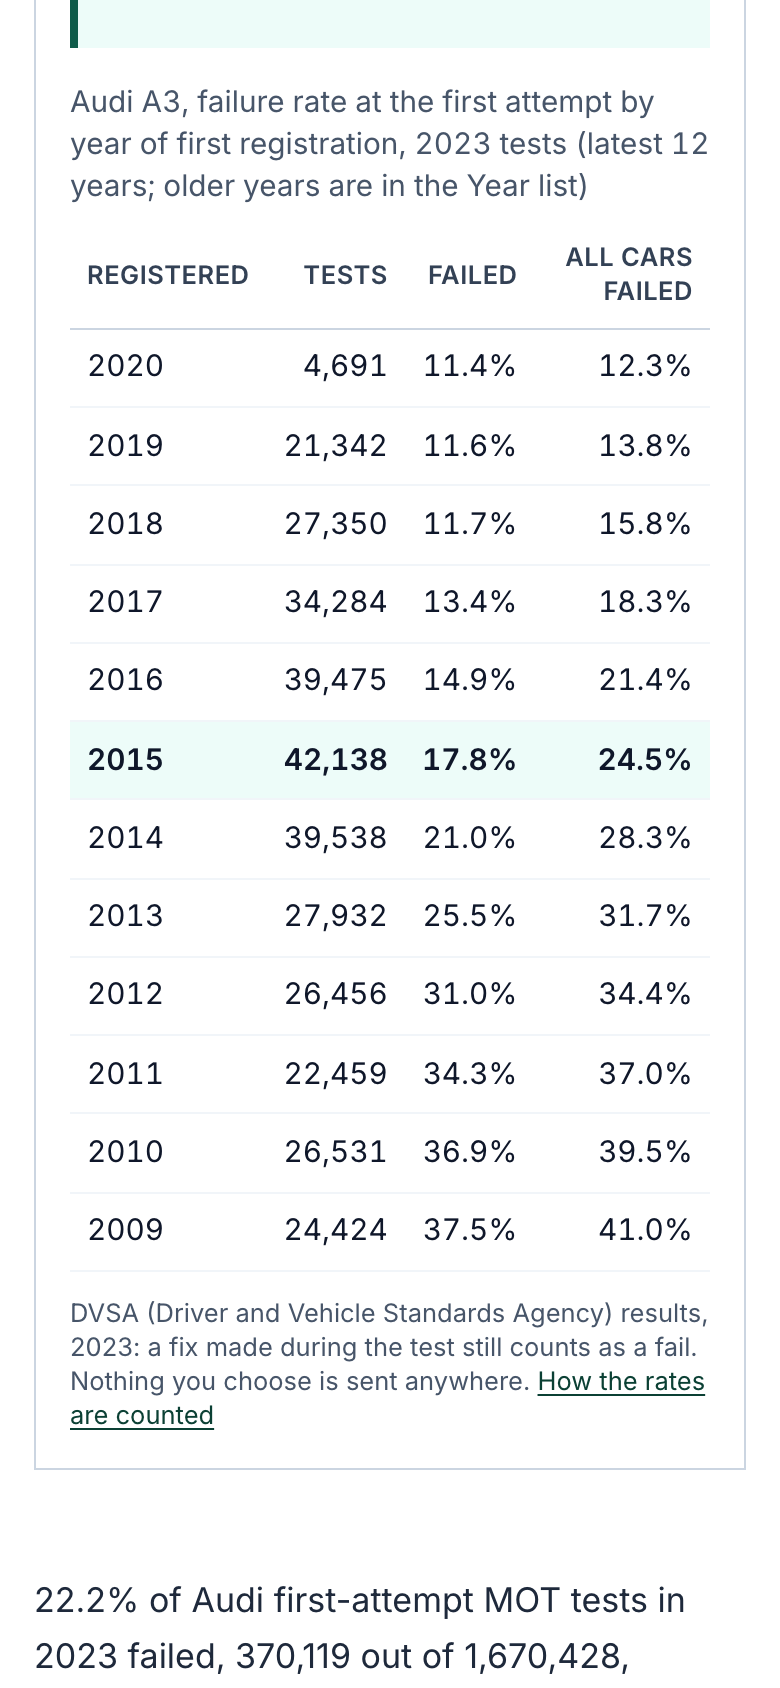 Audi A3, failure rate at the first attempt by
year of first registration, 2023 tests (latest 12
years; older years are in the Year list)
REGISTERED TESTS FAILED ALL CARS FAILED
2020 4,691 11.4% 12.3%
2019 21,342 11.6% 13.8%
2018 27,350 11.7% 15.8%
2017 34,284 13.4% 18.3%
2016 39,475 14.9% 21.4%
2015 42,138 17.8% 24.5%
2014 39,538 21.0% 28.3%
2013 27,932 25.5% 31.7%
2012 26,456 31.0% 34.4%
2011 22,459 34.3% 37.0%
2010 26,531 36.9% 39.5%
2009 24,424 37.5% 41.0%
DVSA (Driver and Vehicle Standards Agency) results,
2023: a fix made during the test still counts as a fail.
Nothing you choose is sent anywhere. How the rates
are counted
22.2% of Audi first-attempt MOT tests in
2023 failed, 370,119 out of 1,670,428,